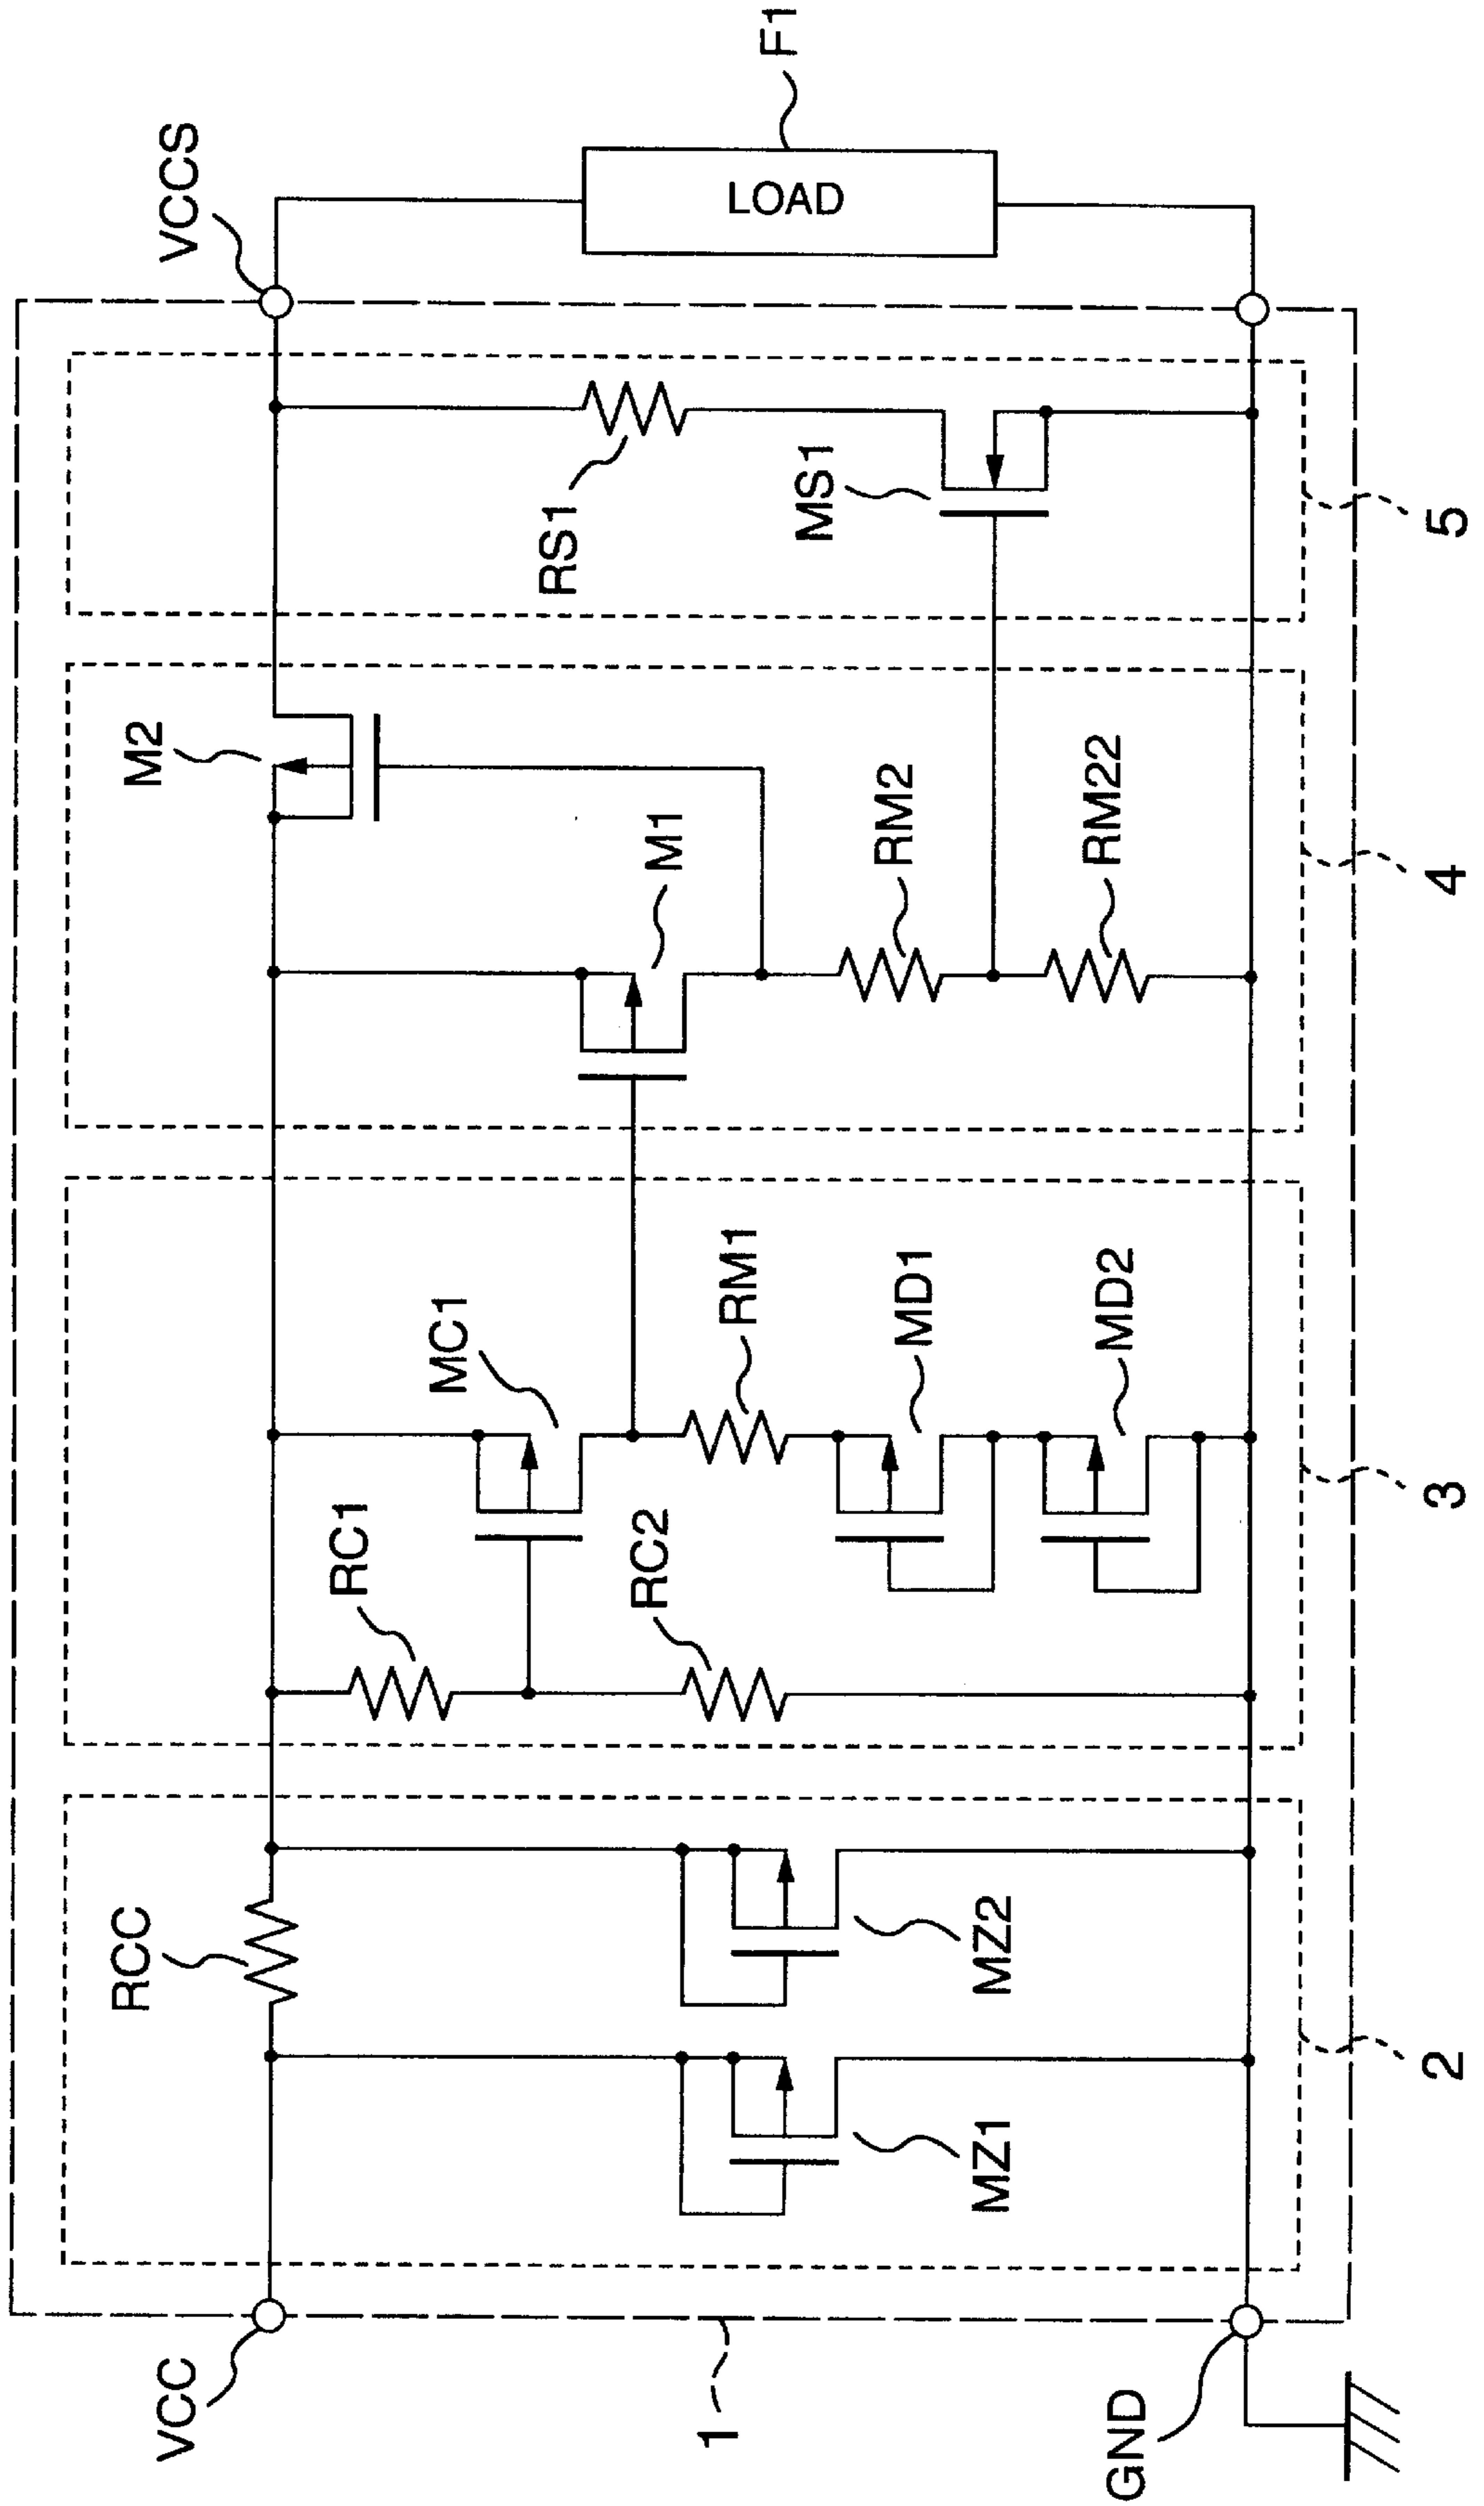 VCC
GND
1
RCC
MZ1
MZ2
2
RC1
RC2
MC1
RM1
MD1
MD2
3
M2
M1
RM2
RM22
4
RS1
MS1
5
VCCS
LOAD
F1